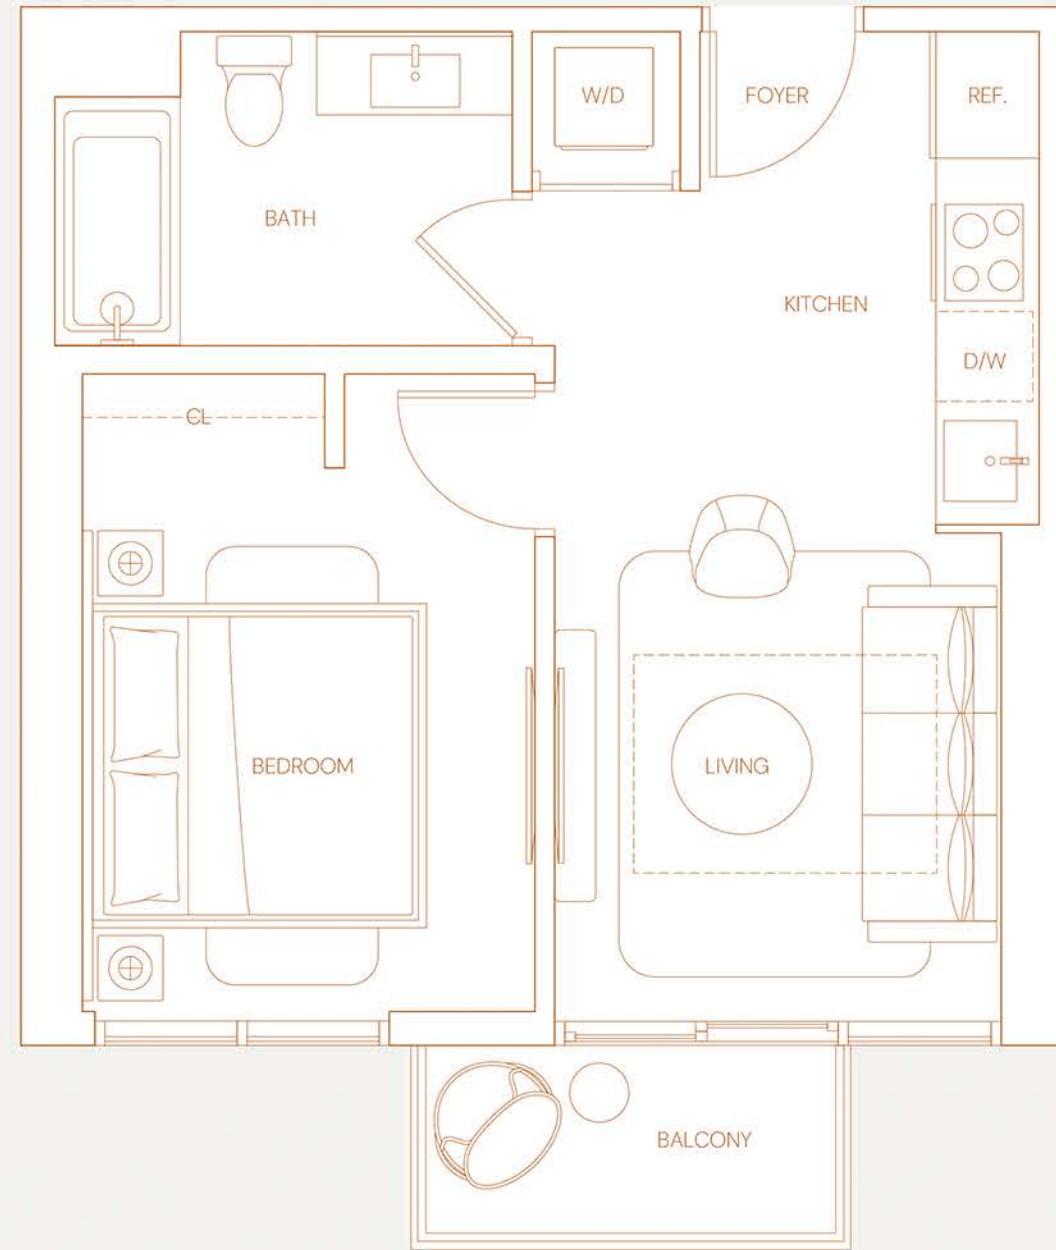 W/D
FOYER
REF.
BATH
KITCHEN
D/W
CL
BEDROOM
LIVING
BALCONY